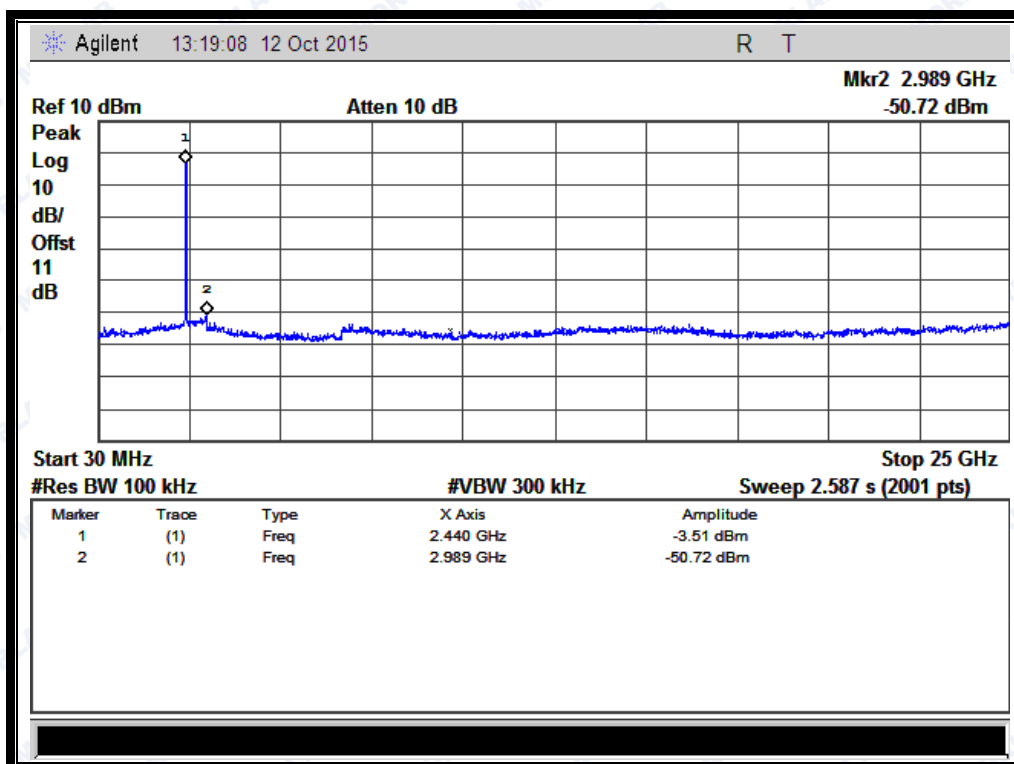 Agilent 13:19:08 12 Oct 2015 R T
Mkr2 2.989 GHz
Ref 10 dBm Atten 10 dB -50.72 dBm
Peak
Log
10
dB/
Offst
11
dB
1
2
Start 30 MHz Stop 25 GHz
#Res BW 100 kHz #VBW 300 kHz Sweep 2.587 s (2001 pts)
Marker Trace Type X Axis Amplitude
1 (1) Freq 2.440 GHz -3.51 dBm
2 (1) Freq 2.989 GHz -50.72 dBm